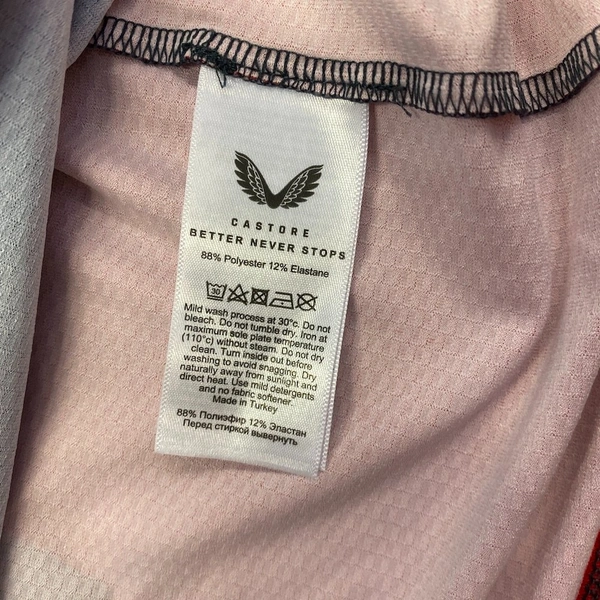 CASTORE
BETTER NEVER STOPS
88% Polyester 12% Elastane
30
Mild wash process at 30°c. Do not
bleach. Do not tumble dry. Iron at
maximum sole plate temperature
(110°c) without steam. Do not dry
clean. Turn inside out before
washing to avoid snagging. Dry
naturally away from sunlight and
direct heat. Use mild detergents
and no fabric softener.
Made in Turkey
88% Полиэфир 12% Эластан
Перед стиркой вывернуть